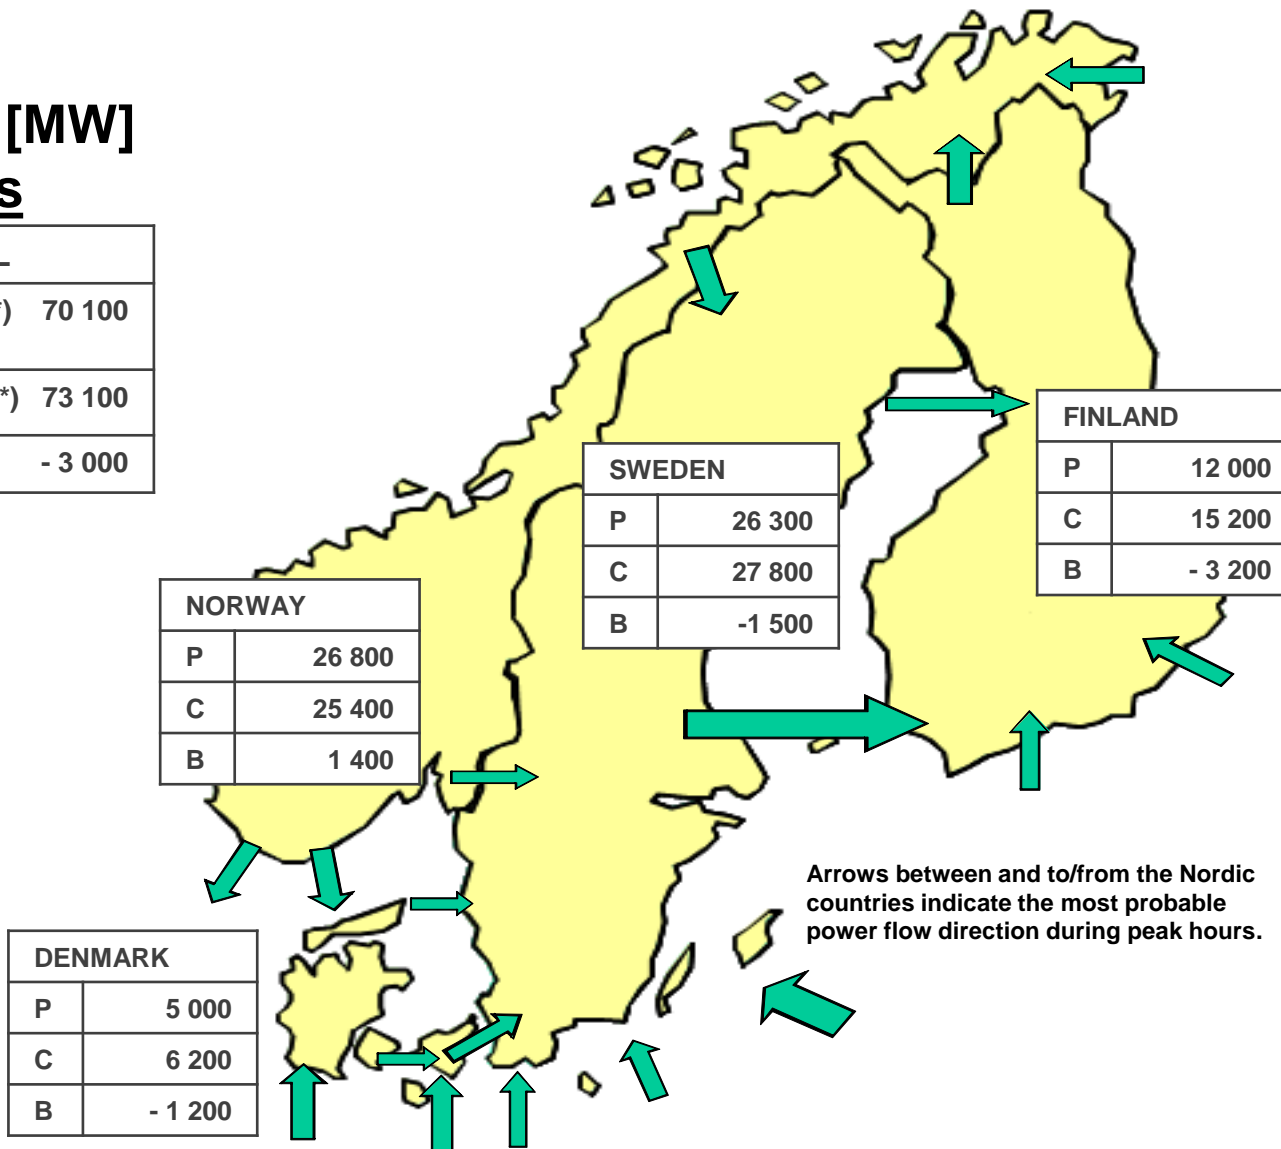 [MW]
s
70 100
*) 73 100
- 3 000
FINLAND
P 12 000
C 15 200
B - 3 200
SWEDEN
P 26 300
C 27 800
B -1 500
NORWAY
P 26 800
C 25 400
B 1 400
Arrows between and to/from the Nordic
countries indicate the most probable
power flow direction during peak hours.
DENMARK
P 5 000
C 6 200
B - 1 200